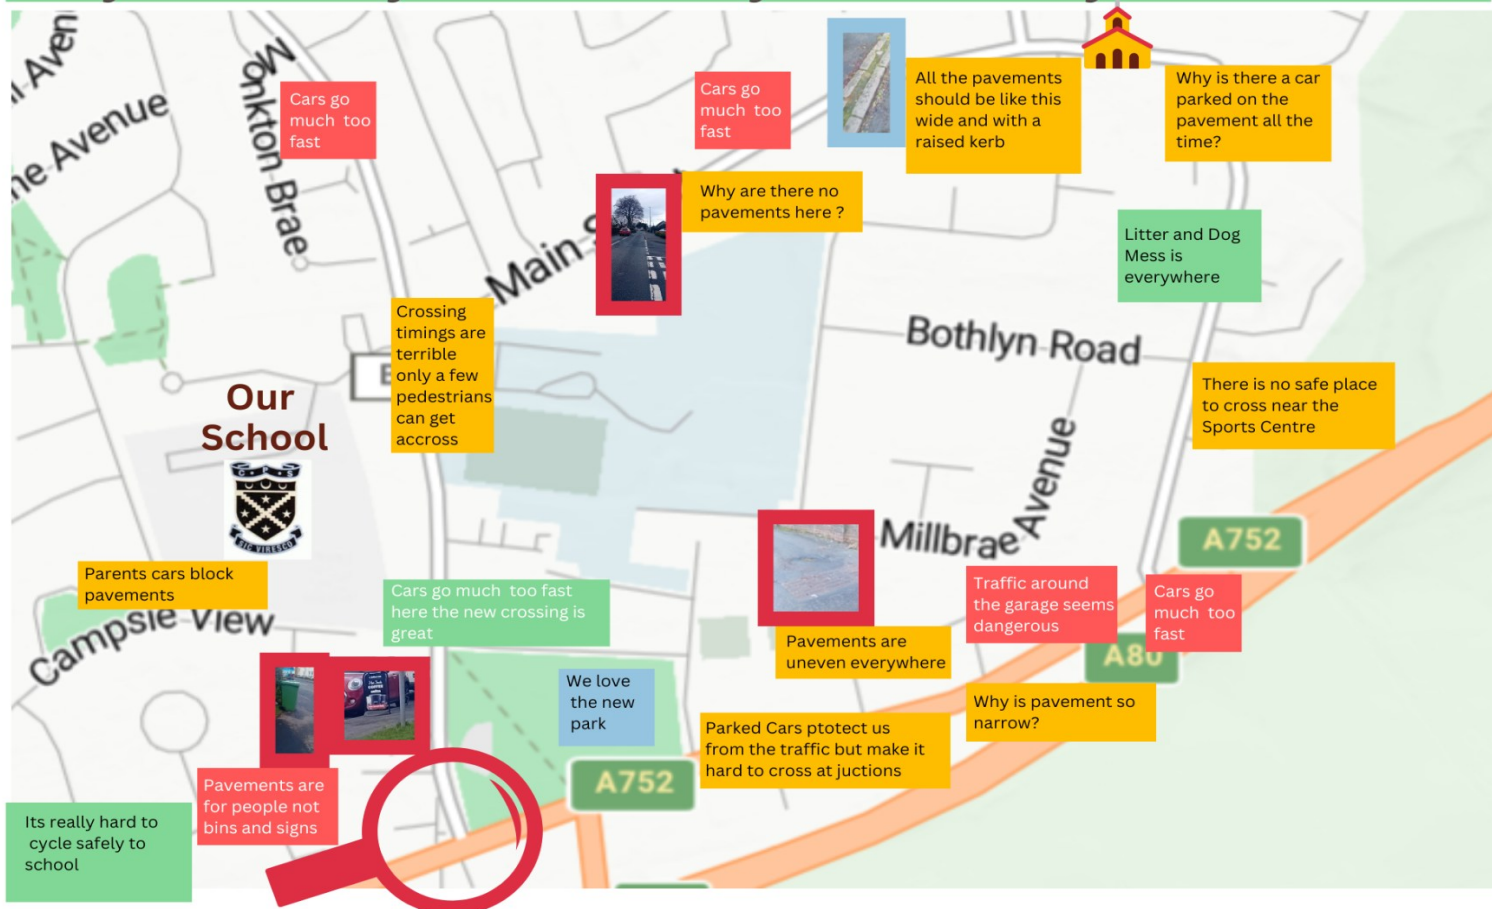 Monkton Brae
Cars go
much too
fast
Cars go
much too
fast
All the pavements
should be like this
wide and with a
raised kerb
Why is there a car
parked on the
pavement all the
time?
Why are there no
pavements here ?
Main
Litter and Dog
Mess is
everywhere
Crossing
timings are
terrible
only a few
pedestrians
can get
accross
Bothlyn Road
There is no safe place
to cross near the
Sports Centre
Our
School
G P S
SIC VIRESCO
Millbrae Avenue
A752
Parents cars block
pavements
Campsie View
Cars go much too fast
here the new crossing is
great
Traffic around
the garage seems
dangerous
Cars go
much too
fast
A80
Pavements are
uneven everywhere
We love
the new
park
Why is pavement so
narrow?
Parked Cars ptotect us
from the traffic but make it
hard to cross at juctions
A752
Pavements are
for people not
bins and signs
Its really hard to
cycle safely to
school